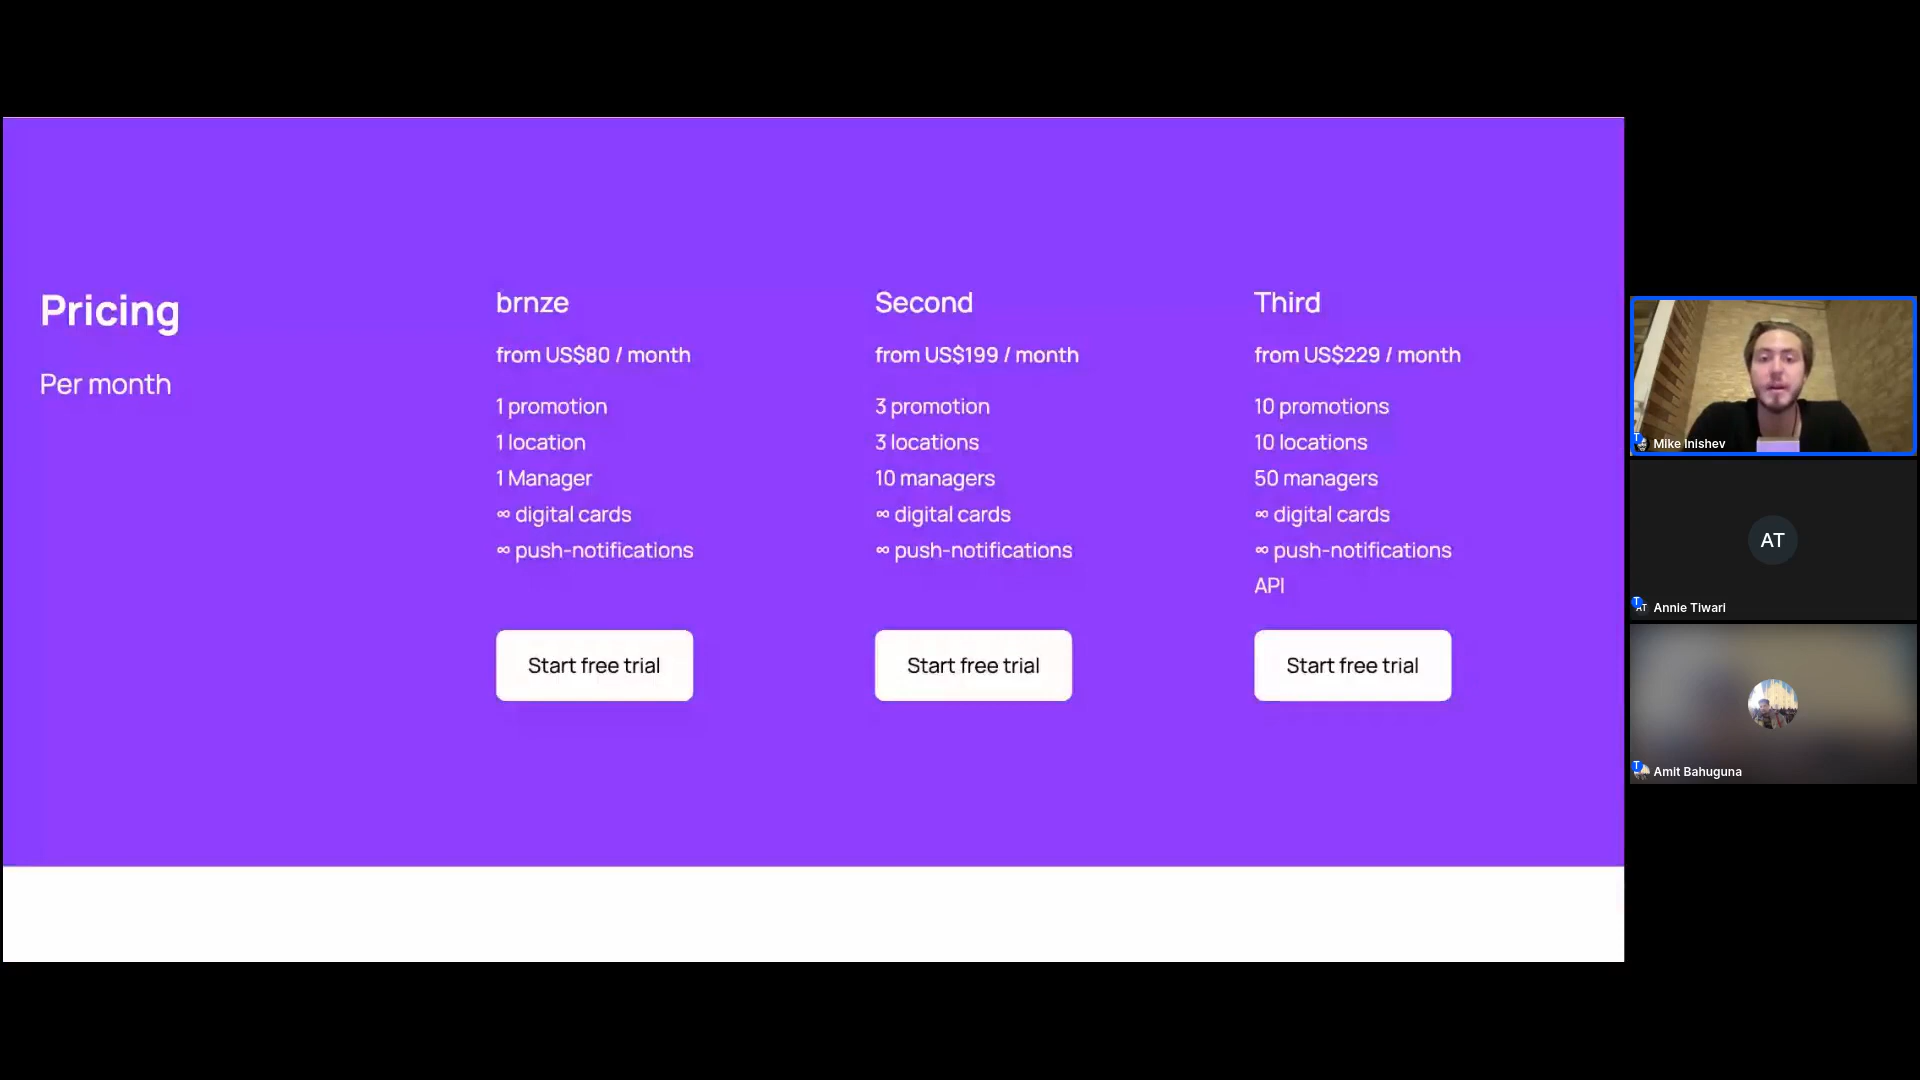 Pricing
Per month
brnze
from US$80 / month
1 promotion
1 location
1 Manager
∞ digital cards
∞ push-notifications
Start free trial
Second
from US$199 / month
3 promotion
3 locations
10 managers
∞ digital cards
∞ push-notifications
Start free trial
Third
from US$229 / month
10 promotions
10 locations
50 managers
∞ digital cards
∞ push-notifications
API
Start free trial
T
Mike Inishev
AT
T
AT
Annie Tiwari
T
Amit Bahuguna